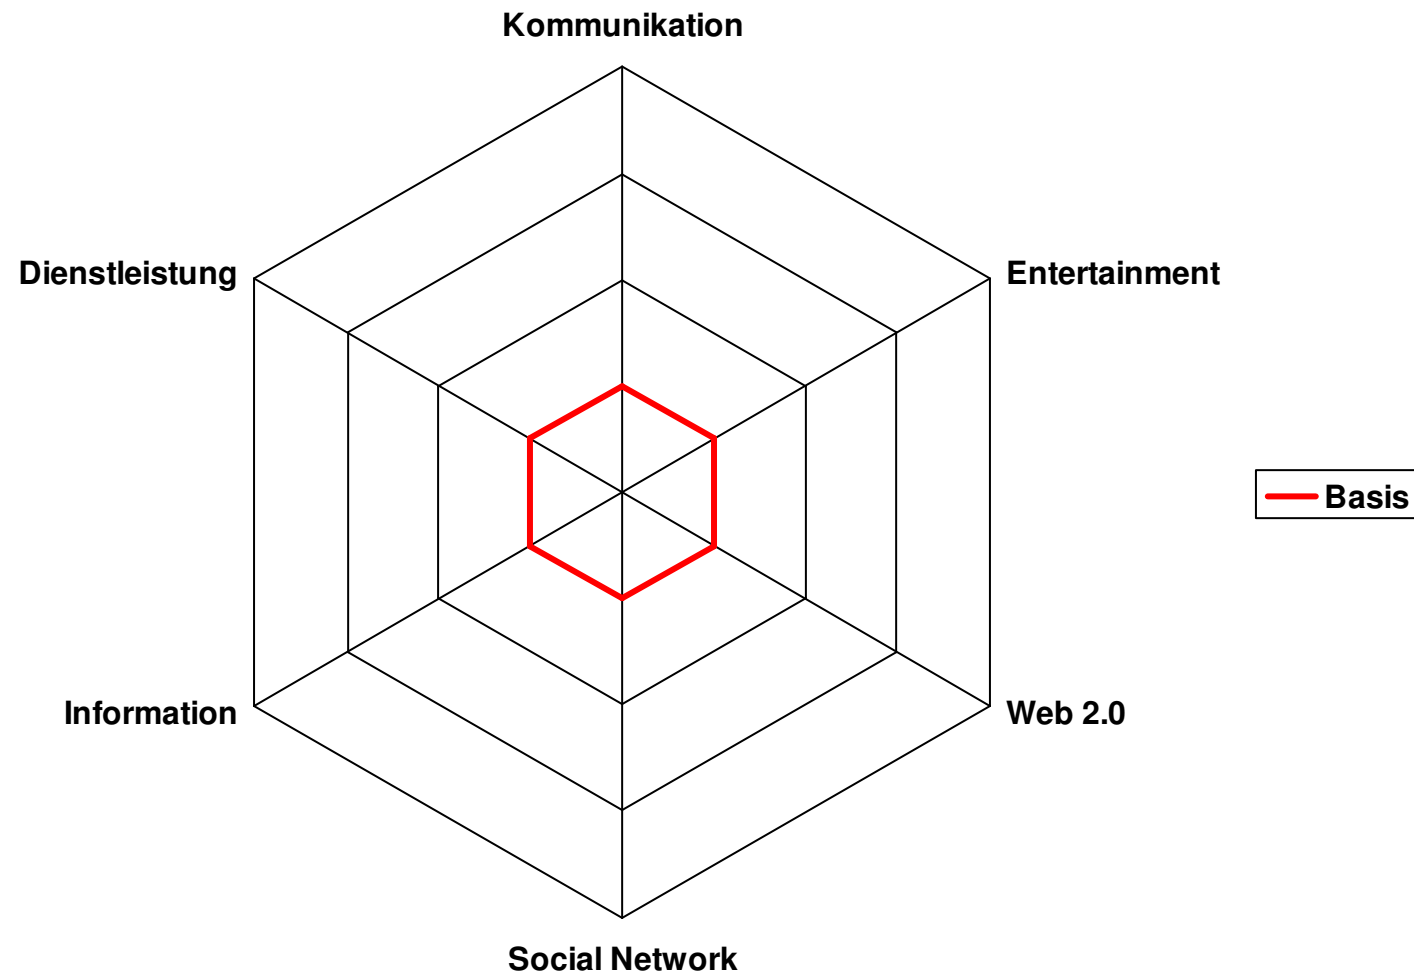 Kommunikation
Dienstleistung
Entertainment
Basis
Information
Web 2.0
Social Network